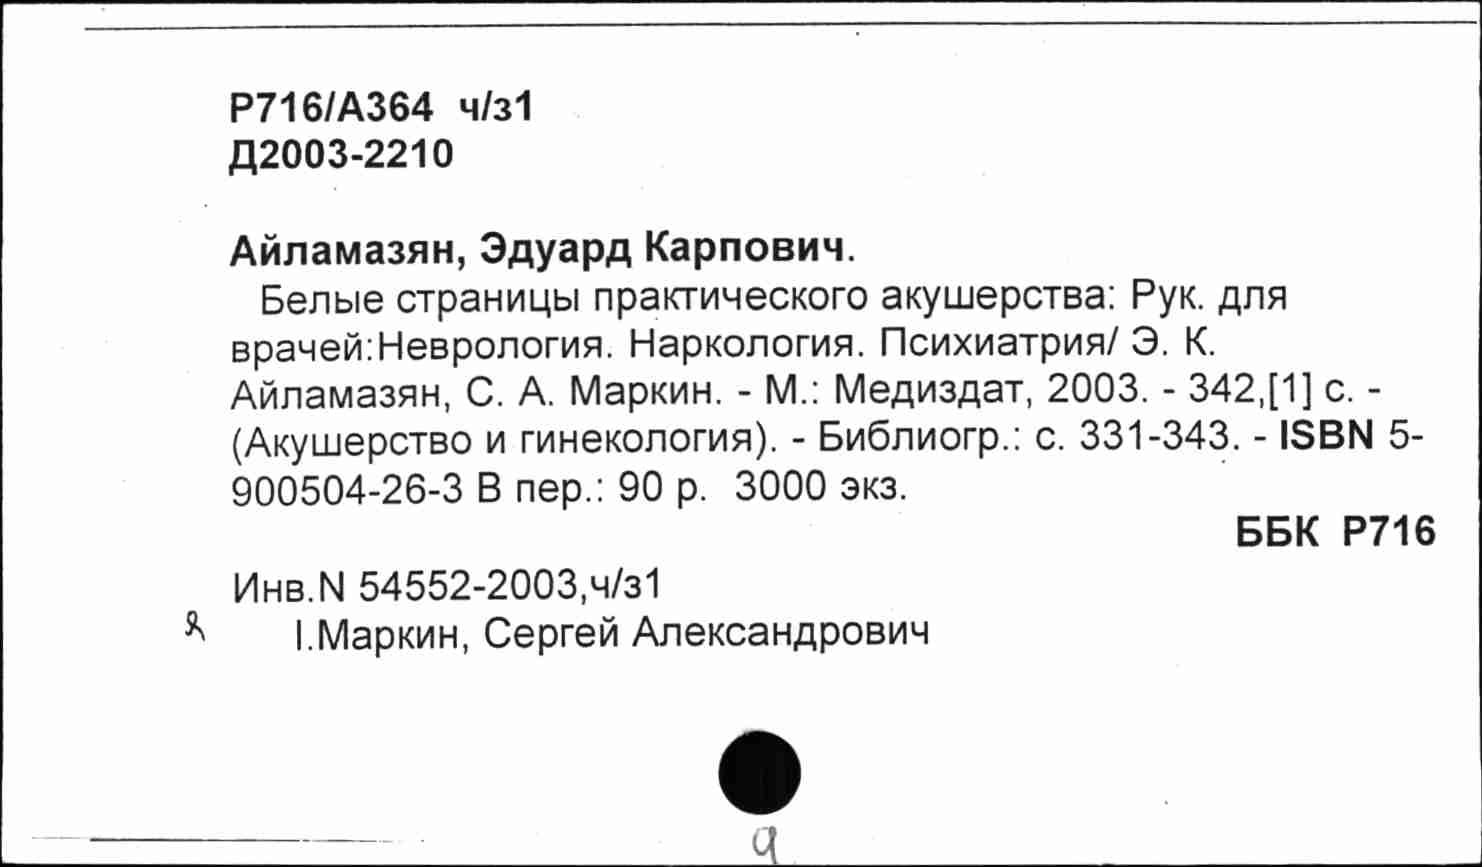 Р716/А364 ч/з1
Д2003-2210
Айламазян, Эдуард Карпович.
Белые страницы практического акушерства: Рук. для
врачей:Неврология. Наркология. Психиатрия/ Э. К.
Айламазян, С. А. Маркин. - М.: Медиздат, 2003. - 342,[1] с. -
(Акушерство и гинекология). - Библиогр.: с. 331-343. - ISBN 5-
900504-26-3 В пер.: 90 р. 3000 экз.
ББК Р716
Инв.N 54552-2003,ч/з1
I.Маркин, Сергей Александрович